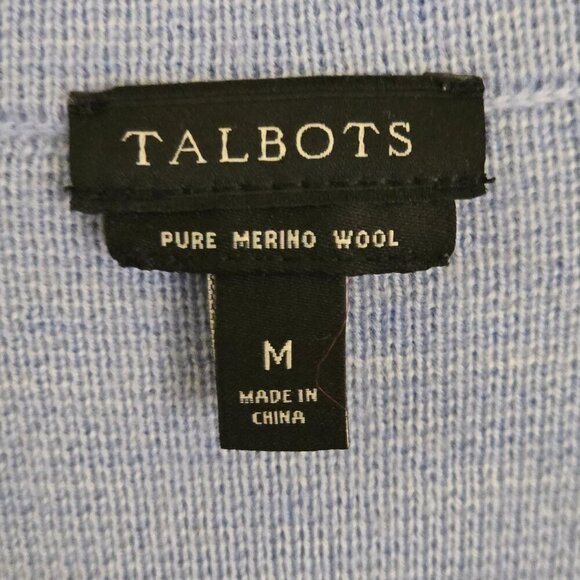 TALBOTS
PURE MERINO WOOL
M
MADE IN
CHINA